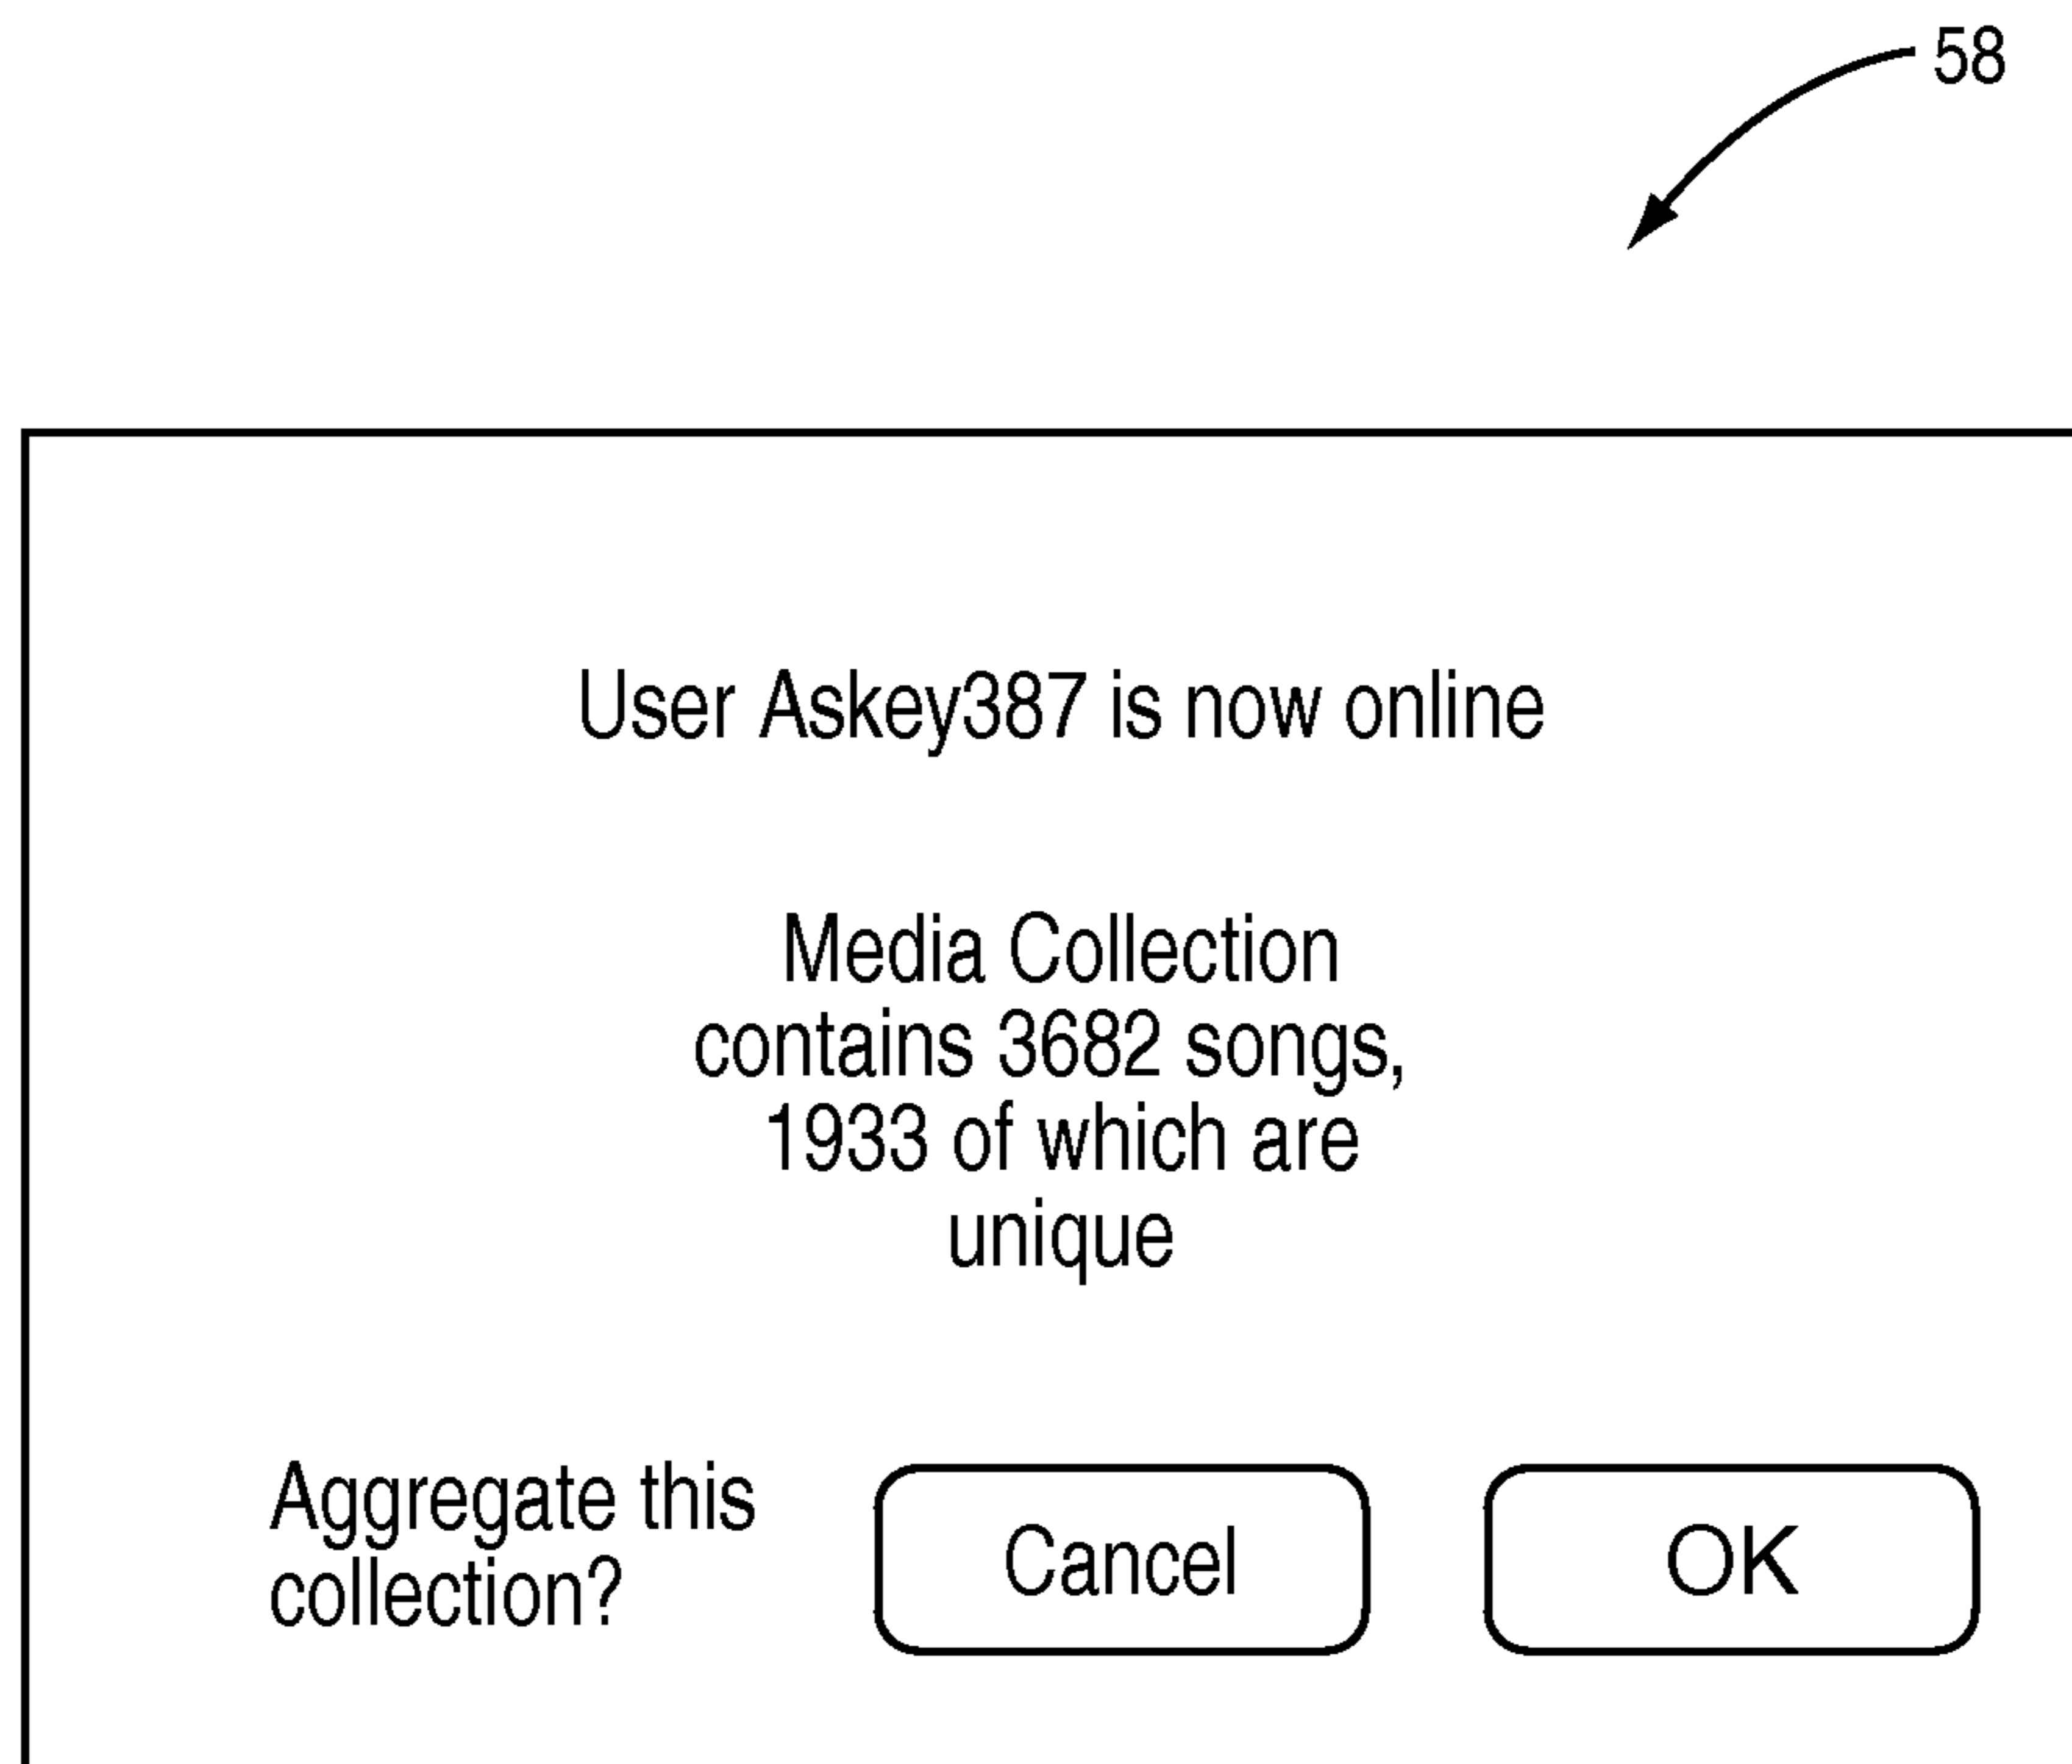 58
User Askey387 is now online
Media Collection
contains 3682 songs,
1933 of which are
unique
Aggregate this
collection?
Cancel
OK